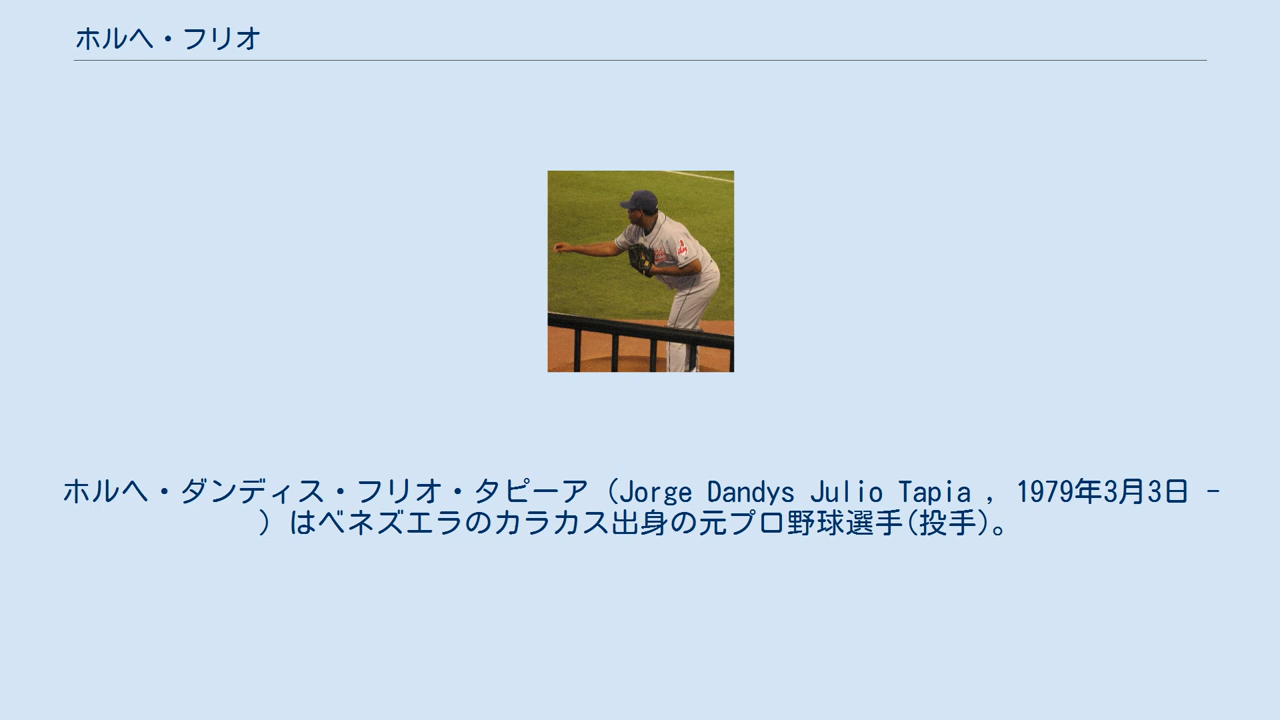 ホルヘ・フリオ
ホルヘ・ダンディス・フリオ・タピーア（Jorge Dandys Julio Tapia , 1979年3月3日 -
）はベネズエラのカラカス出身の元プロ野球選手(投手)。